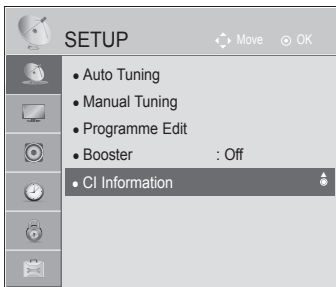 SETUP Move OK
• Auto Tuning
• Manual Tuning
• Programme Edit
• Booster : Off
• CI Information